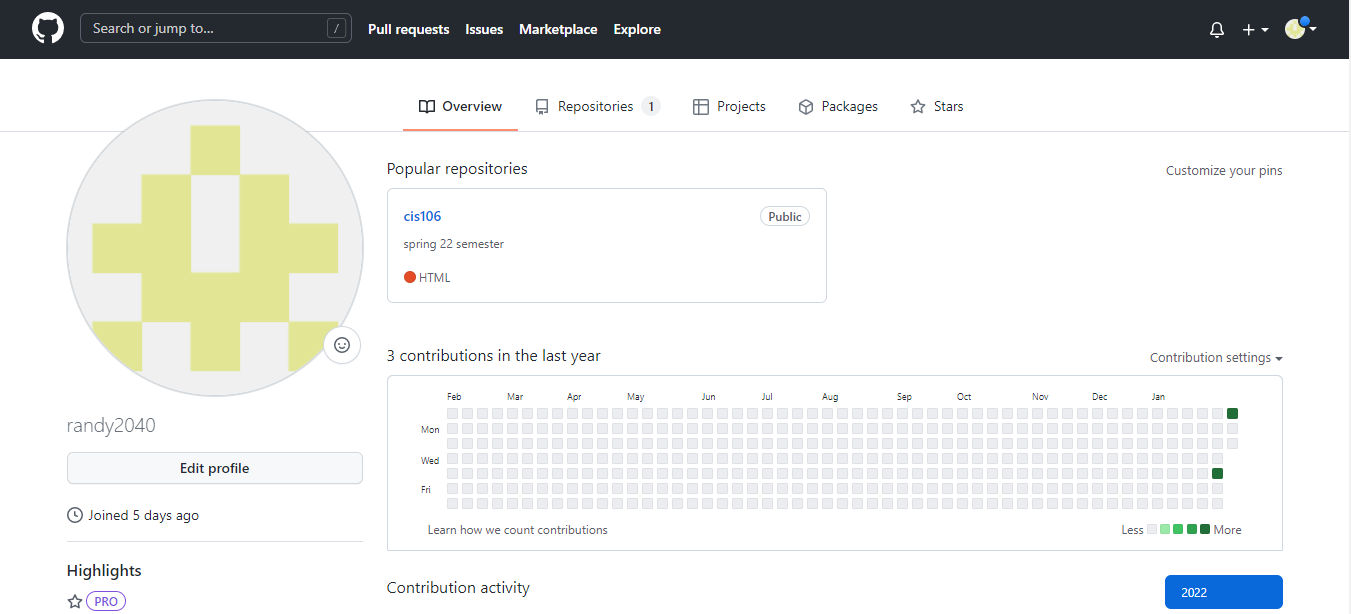 Search or jump to... /
Pull requests Issues Marketplace Explore
Overview Repositories 1 Projects Packages Stars
Popular repositories
Customize your pins
cis106 Public
spring 22 semester
HTML
3 contributions in the last year
Contribution settings
Feb Mar Apr May Jun Jul Aug Sep Oct Nov Dec Jan
Mon
Wed
Fri
Learn how we count contributions
Less More
randy2040
Edit profile
Joined 5 days ago
Highlights
PRO
Contribution activity
2022